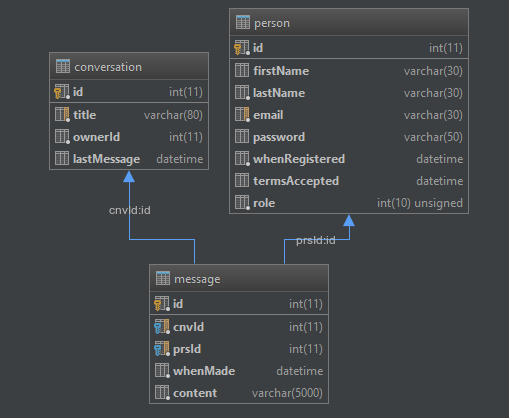 person
id int(11)
firstName varchar(30)
lastName varchar(30)
email varchar(30)
password varchar(50)
whenRegistered datetime
termsAccepted datetime
role int(10) unsigned
conversation
id int(11)
title varchar(80)
ownerId int(11)
lastMessage datetime
cnvId:id
prsId:id
message
id int(11)
cnvId int(11)
prsId int(11)
whenMade datetime
content varchar(5000)